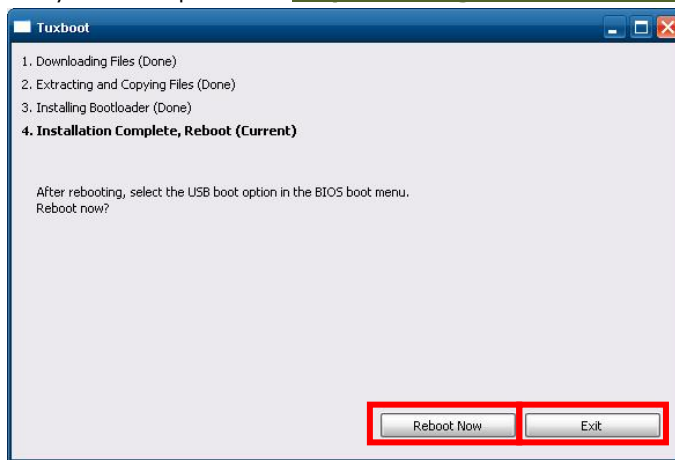 Tuxboot
1. Downloading Files (Done)
2. Extracting and Copying Files (Done)
3. Installing Bootloader (Done)
4. Installation Complete, Reboot (Current)
After rebooting, select the USB boot option in the BIOS boot menu.
Reboot now?
Reboot Now
Exit